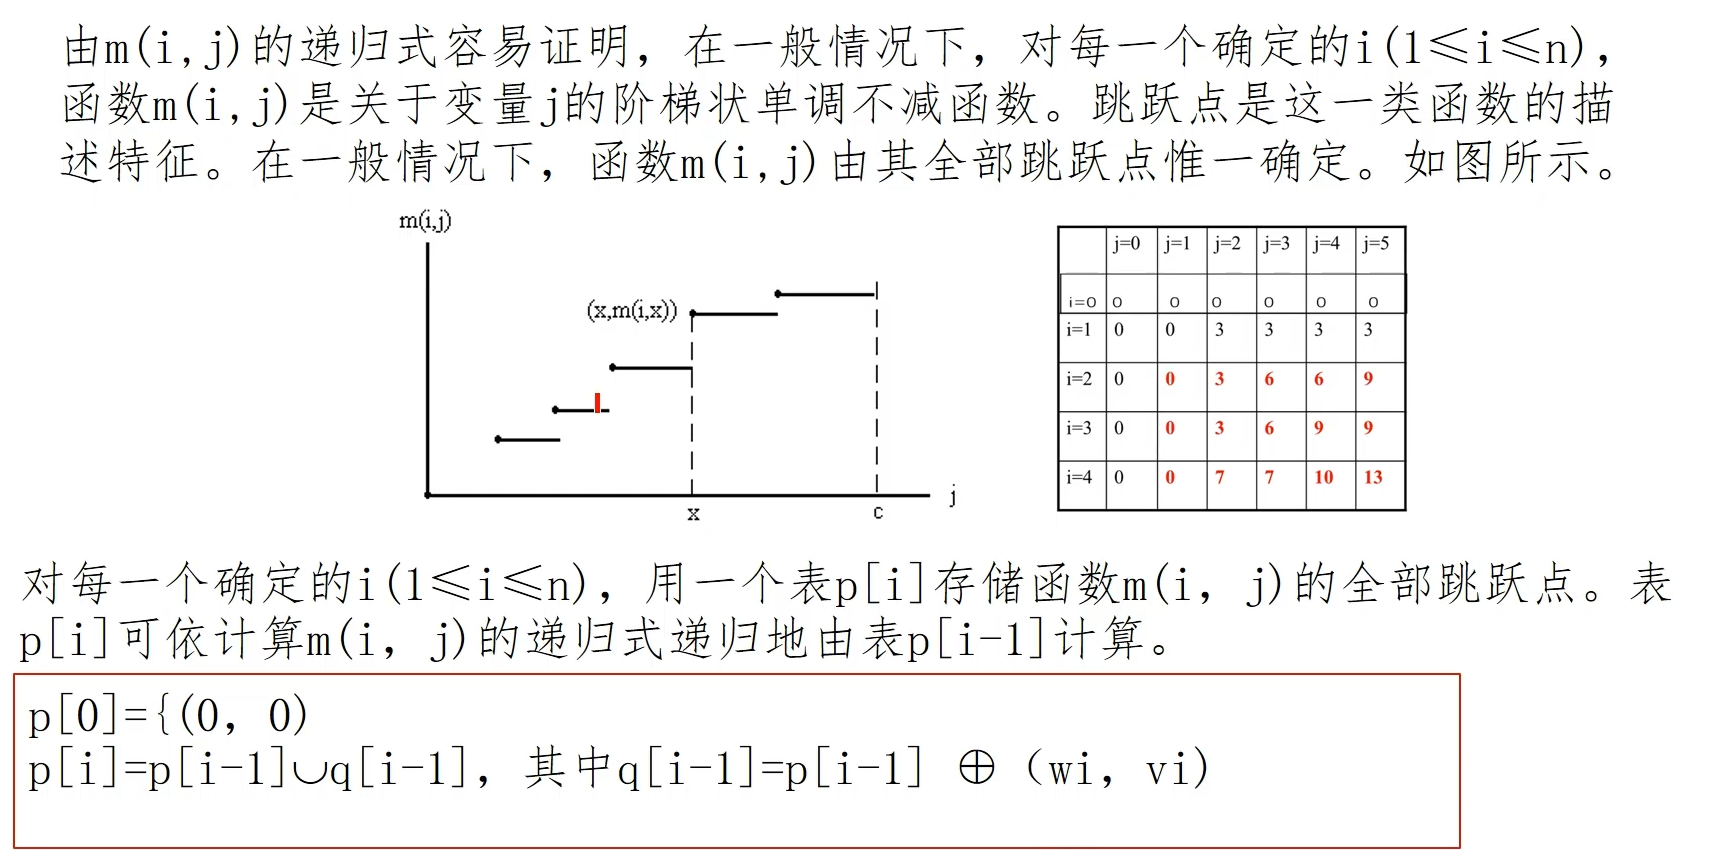 由m(i,j)的递归式容易证明，在一般情况下，对每一个确定的i(1≤i≤n)，
函数m(i,j)是关于变量j的阶梯状单调不减函数。跳跃点是这一类函数的描
述特征。在一般情况下，函数m(i,j)由其全部跳跃点惟一确定。如图所示。
m(i,j)
(x,m(i,x))
j
x c
j=0 j=1 j=2 j=3 j=4 j=5
i=0 0 0 0 0 0 0
i=1 0 0 3 3 3 3
i=2 0 0 3 6 6 9
i=3 0 0 3 6 9 9
i=4 0 0 7 7 10 13
对每一个确定的i(1≤i≤n)，用一个表p[i]存储函数m(i，j)的全部跳跃点。表
p[i]可依计算m(i，j)的递归式递归地由表p[i-1]计算。
p[0]={(0，0)
p[i]=p[i-1]∪q[i-1]，其中q[i-1]=p[i-1] ⊕（wi，vi)